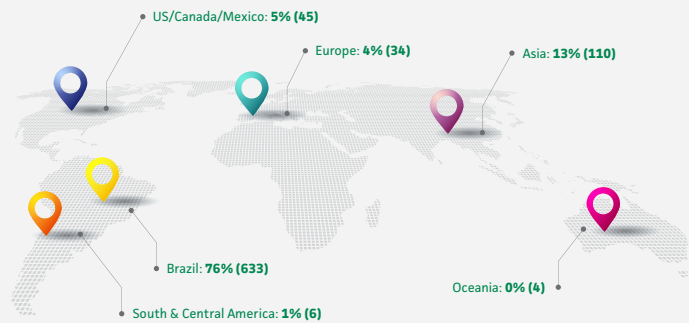 US/Canada/Mexico: 5% (45)
Europe: 4% (34)
Asia: 13% (110)
Brazil: 76% (633)
Oceania: 0% (4)
South & Central America: 1% (6)